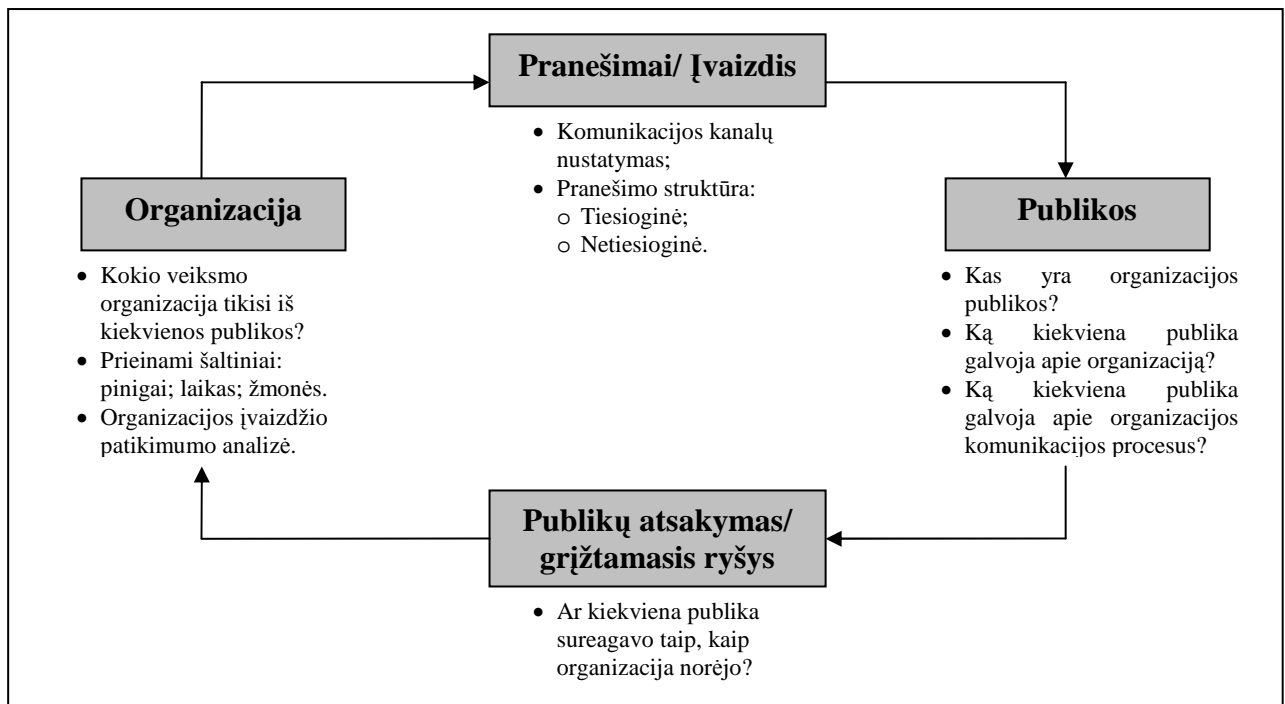 Pranešimai/ Įvaizdis
• Komunikacijos kanalų
nustatymas;
• Pranešimo struktūra:
o Tiesioginė;
o Netiesioginė.
Organizacija
• Kokio veiksmo
organizacija tikisi iš
kiekvienos publikos?
• Prieinami šaltiniai:
pinigai; laikas; žmonės.
• Organizacijos įvaizdžio
patikimumo analizė.
Publikos
• Kas yra organizacijos
publikos?
• Ką kiekviena publika
galvoja apie organizaciją?
• Ką kiekviena publika
galvoja apie organizacijos
komunikacijos procesus?
Publikų atsakymas/
grįžtamasis ryšys
• Ar kiekviena publika
sureagavo taip, kaip
organizacija norėjo?